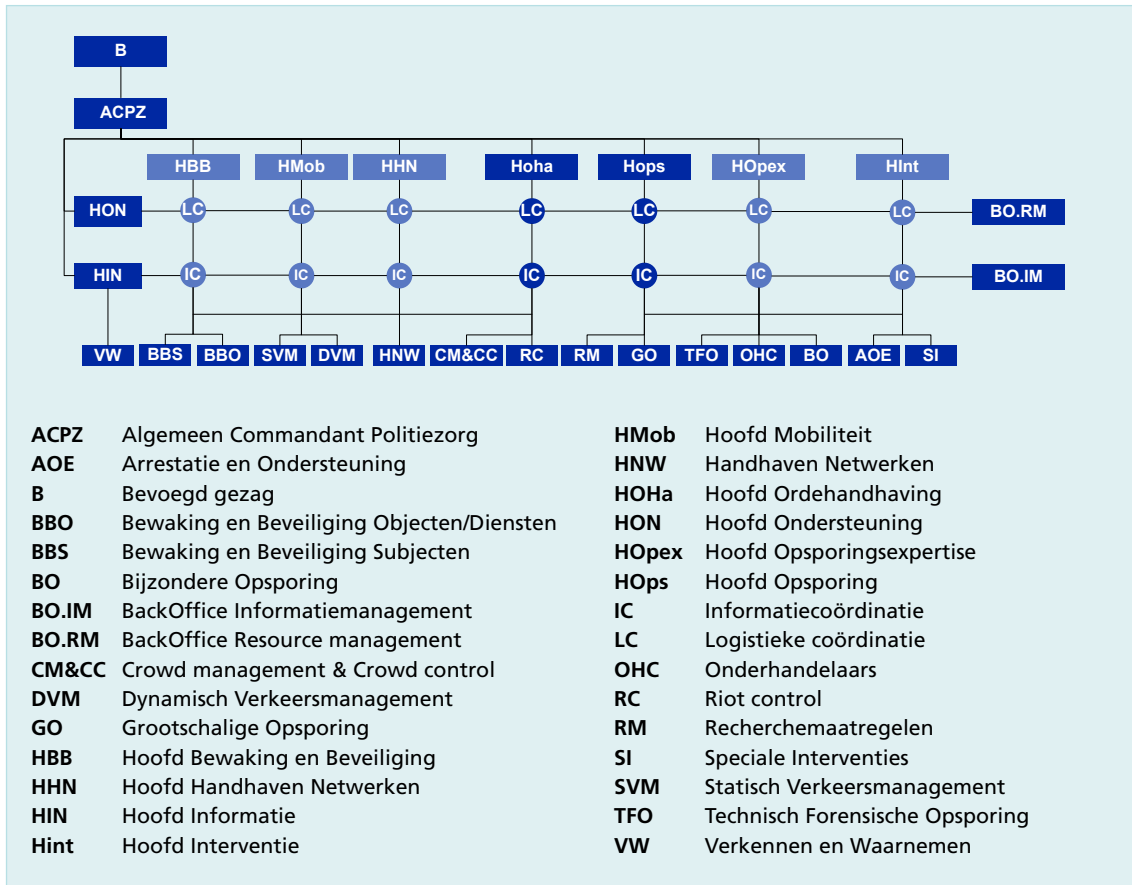 B
ACPZ
HBB HMob HHN Hoha Hops HOpex HInt
HON LC LC LC LC LC LC LC BO.RM
HIN IC IC IC IC IC IC IC BO.IM
VW BBS BBO SVM DVM HNW CM&CC RC RM GO TFO OHC BO AOE SI
ACPZ Algemeen Commandant Politiezorg
AOE Arrestatie en Ondersteuning
B Bevoegd gezag
BBO Bewaking en Beveiliging Objecten/Diensten
BBS Bewaking en Beveiliging Subjecten
BO Bijzondere Opsporing
BO.IM BackOffice Informatiemanagement
BO.RM BackOffice Resource management
CM&CC Crowd management & Crowd control
DVM Dynamisch Verkeersmanagement
GO Grootschalige Opsporing
HBB Hoofd Bewaking en Beveiliging
HHN Hoofd Handhaven Netwerken
HIN Hoofd Informatie
Hint Hoofd Interventie
HMob Hoofd Mobiliteit
HNW Handhaven Netwerken
HOHa Hoofd Ordehandhaving
HON Hoofd Ondersteuning
HOpex Hoofd Opsporingsexpertise
HOps Hoofd Opsporing
IC Informatiecoördinatie
LC Logistieke coördinatie
OHC Onderhandelaars
RC Riot control
RM Recherchemaatregelen
SI Speciale Interventies
SVM Statisch Verkeersmanagement
TFO Technisch Forensische Opsporing
VW Verkennen en Waarnemen